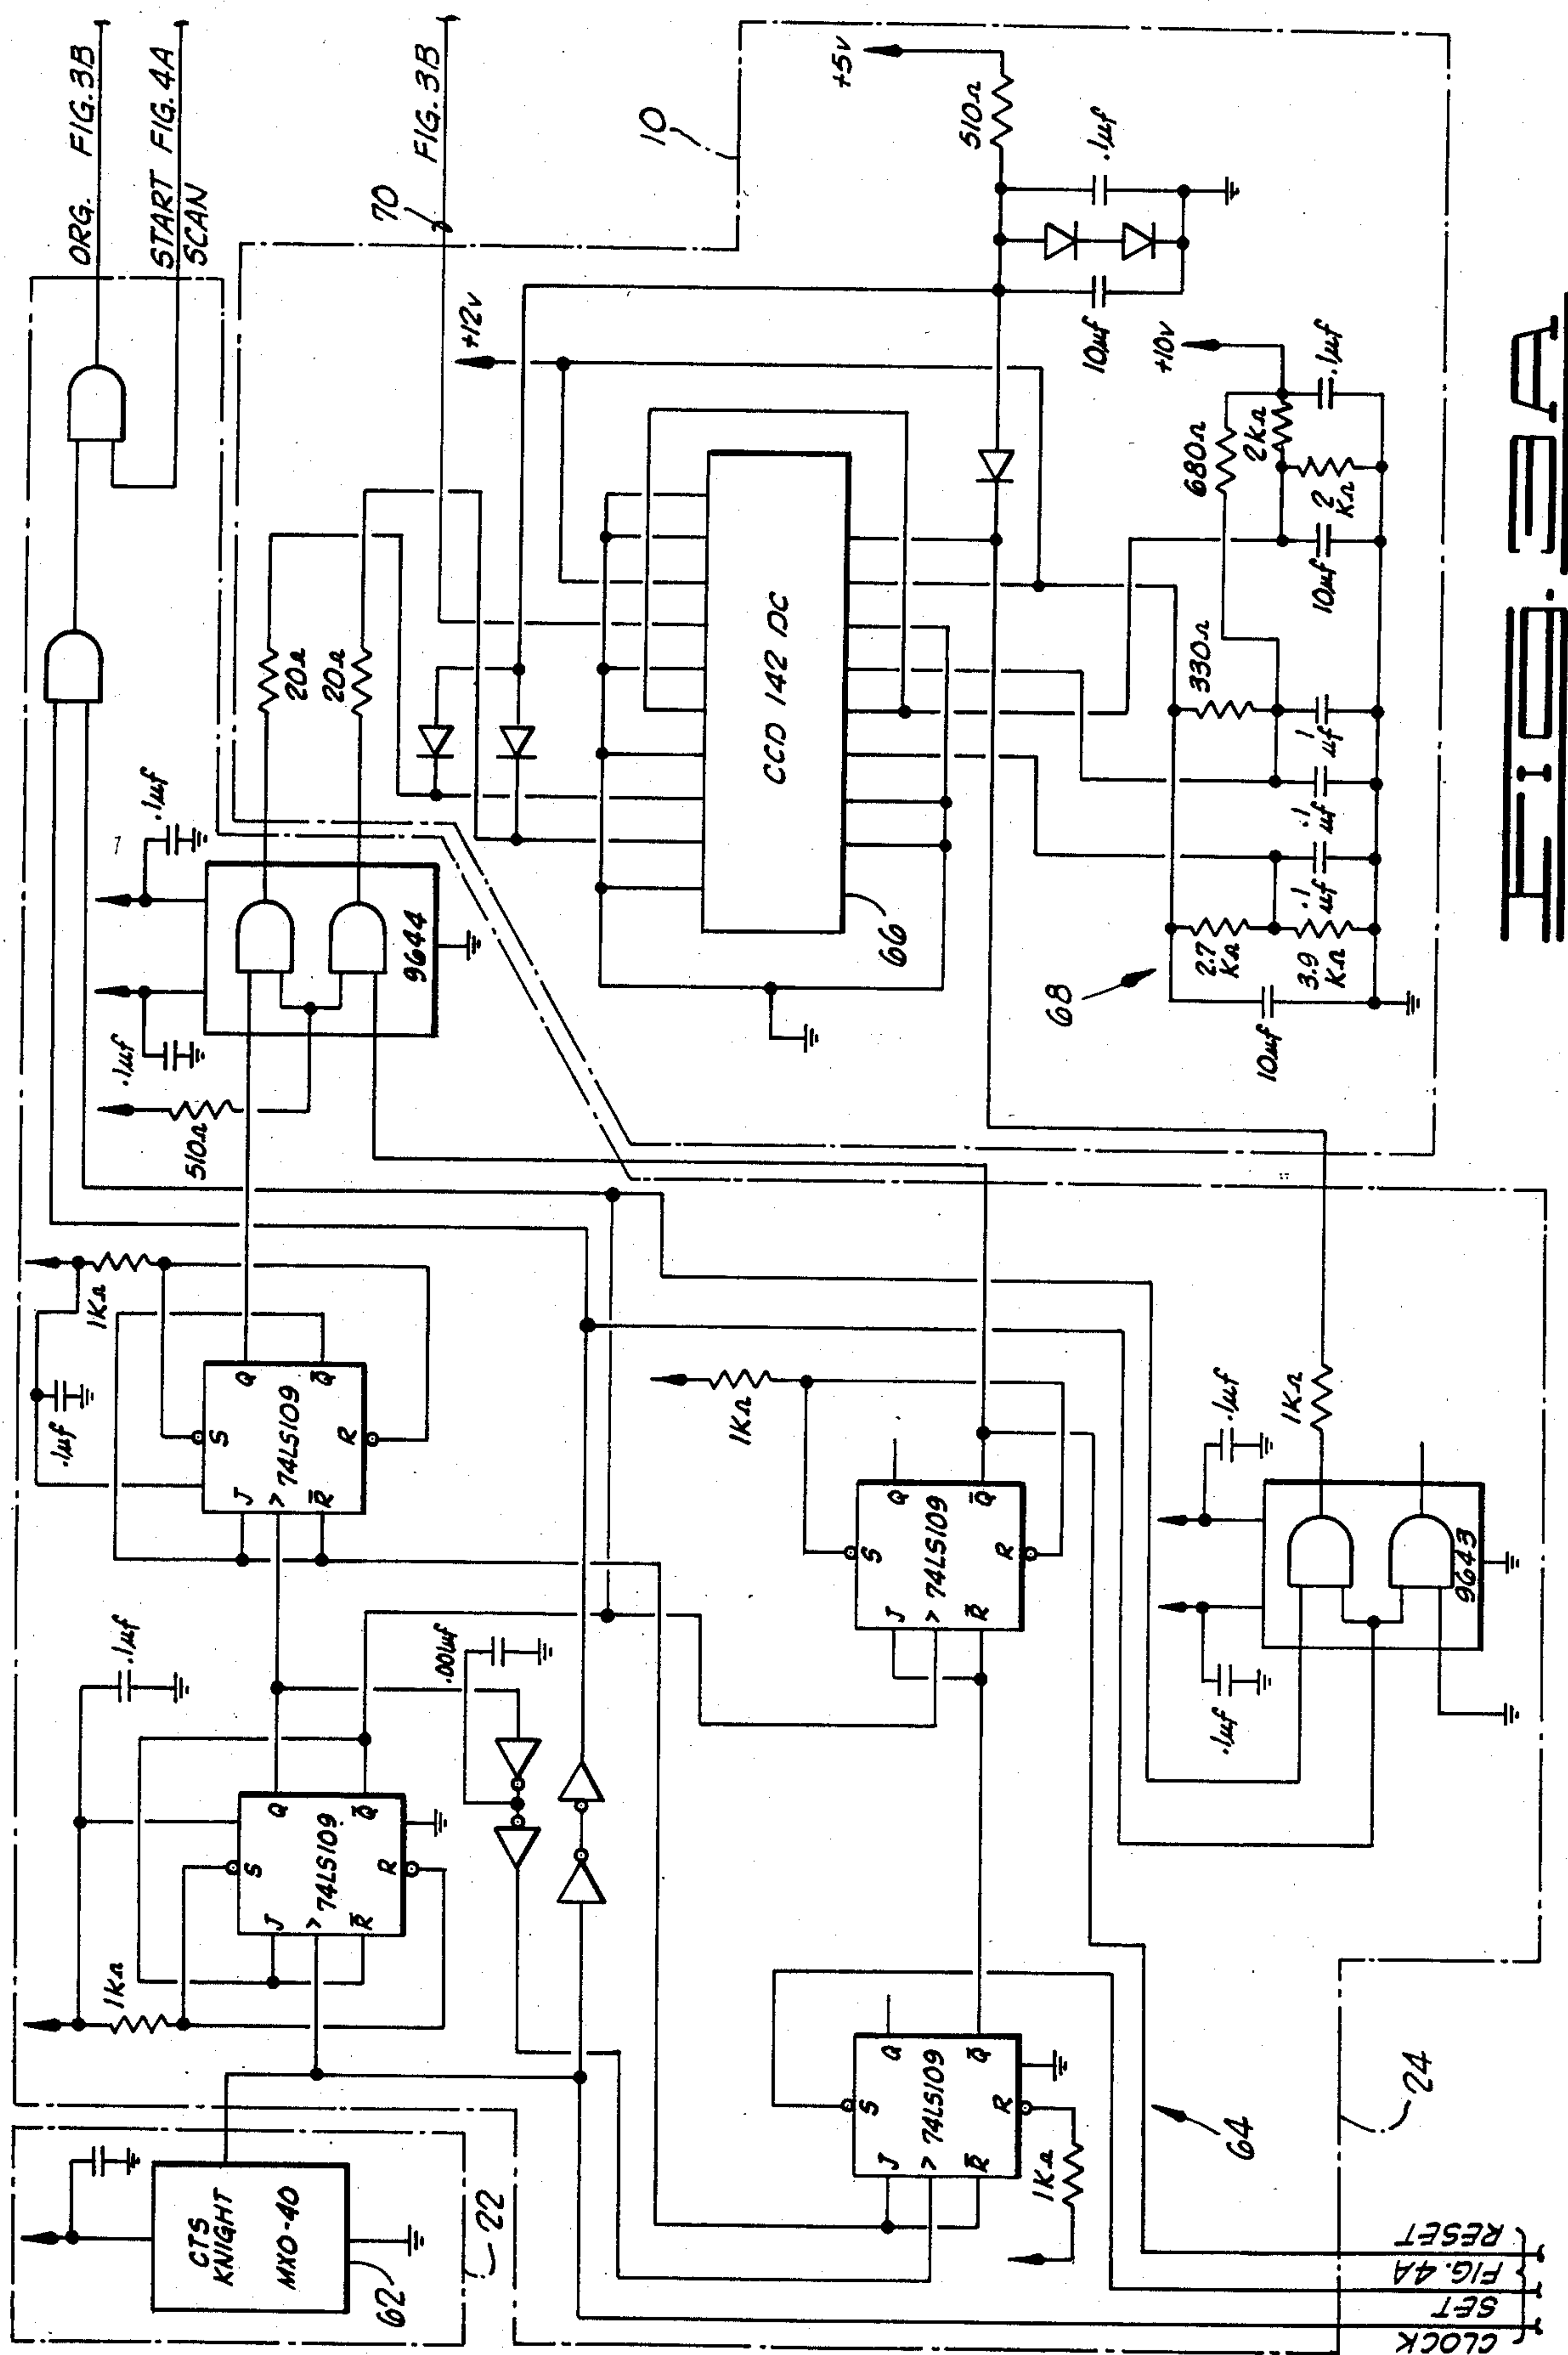 ORG. FIG. 3B
START FIG. 4A
SCAN
70
FIG. 3B
10
+5v
510Ω
.1µf
10µf
+12v
20Ω
20Ω
.1µf
.1µf
510Ω
9644
CCD 142 DC
66
68
+10v
.1µf
680Ω
2KΩ
2
KΩ
10µf
330Ω
.1
µf
.1
µf
.1
µf
2.7
KΩ
3.9
KΩ
10µf
1KΩ
.1µf
S
J
Q
>
74LS109
R̅
Q̅
R
.1µf
1KΩ
S
J
Q
>
74LS109
R̅
Q̅
R
.001µf
CTS
KNIGHT
MXO-40
62
22
1KΩ
S
J
Q
>
74LS109
R̅
Q̅
R
S
J
Q
>
74LS109
R̅
Q̅
R
1KΩ
64
24
.1µf
.1µf
1KΩ
9643
CLOCK
SET
FIG. 4A
RESET
FIG. 3A